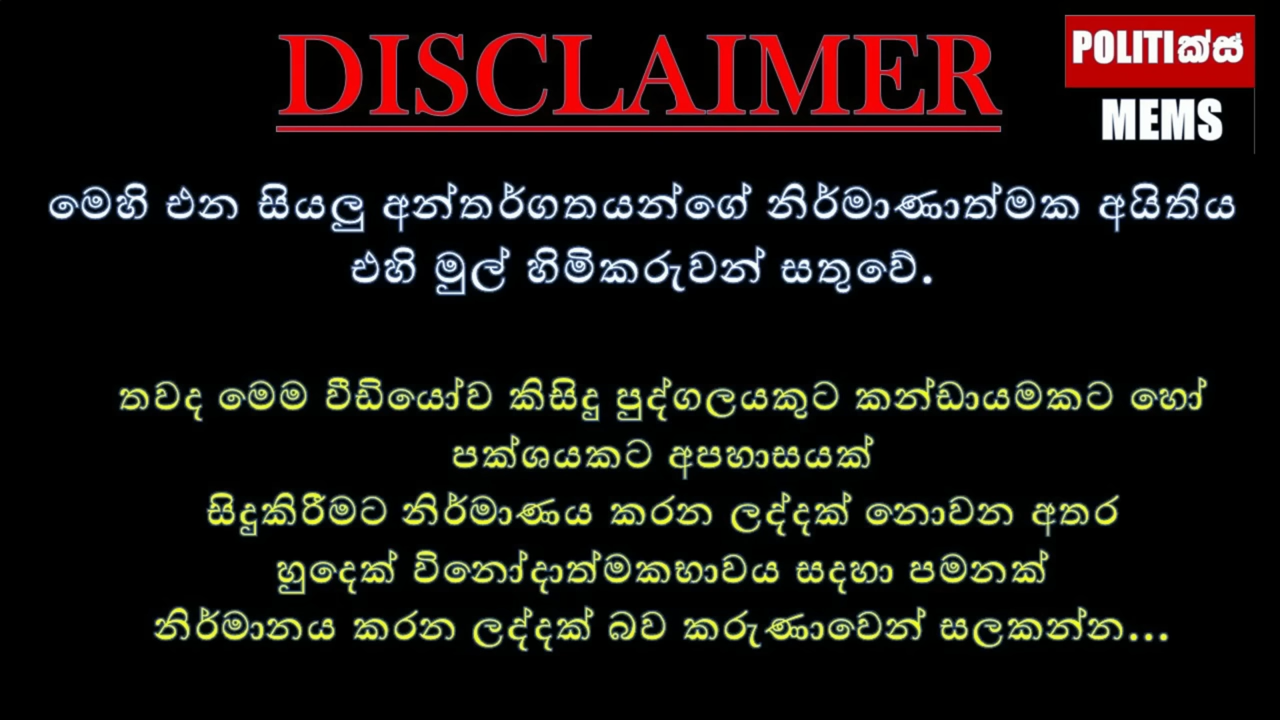 DISCLAIMER
POLITIක්ස්
MEMS
මෙහි එන සියලු අන්තර්ගතයන්ගේ නිර්මාණාත්මක අයිතිය
එහි මුල් හිමිකරුවන් සතුවේ.
තවද මෙම වීඩියෝව කිසිදු පුද්ගලයකුට කන්ඩායමකට හෝ
පක්ශයකට අපහාසයක්
සිදුකිරීමට නිර්මාණය කරන ලද්දක් නොවන අතර
හුදෙක් විනෝදාත්මකභාවය සදහා පමනක්
නිර්මානය කරන ලද්දක් බව කරුණාවෙන් සලකන්න...